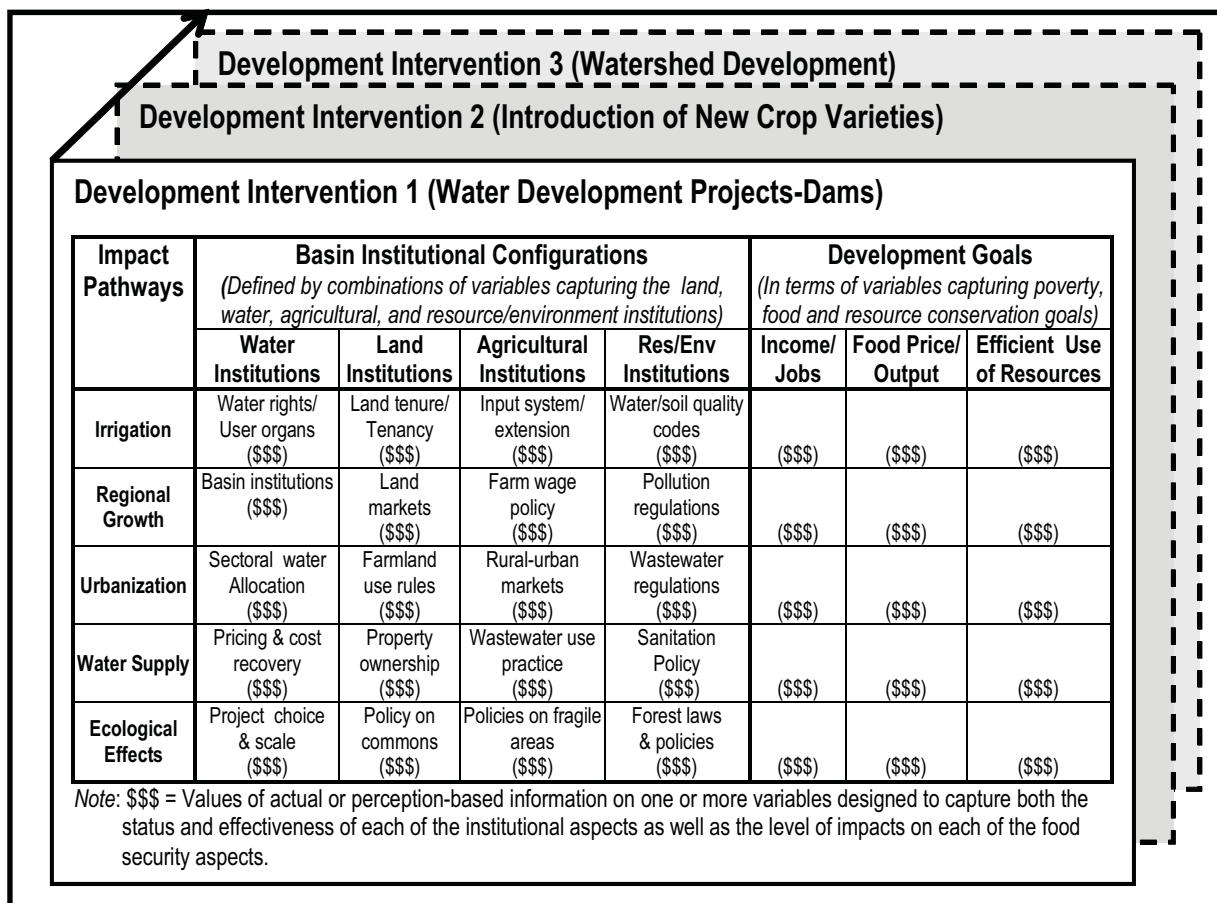 Development Intervention 3 (Watershed Development)
Development Intervention 2 (Introduction of New Crop Varieties)
Development Intervention 1 (Water Development Projects-Dams)
Impact
Pathways
Basin Institutional Configurations
(Defined by combinations of variables capturing the land,
water, agricultural, and resource/environment institutions)
Development Goals
(In terms of variables capturing poverty,
food and resource conservation goals)
Water
Institutions
Land
Institutions
Agricultural
Institutions
Res/Env
Institutions
Income/
Jobs
Food Price/
Output
Efficient Use
of Resources
Irrigation
Water rights/
User organs
($$$)
Land tenure/
Tenancy
($$$)
Input system/
extension
($$$)
Water/soil quality
codes
($$$)
($$$)
($$$)
($$$)
Regional
Growth
Basin institutions
($$$)
Land
markets
($$$)
Farm wage
policy
($$$)
Pollution
regulations
($$$)
($$$)
($$$)
($$$)
Urbanization
Sectoral water
Allocation
($$$)
Farmland
use rules
($$$)
Rural-urban
markets
($$$)
Wastewater
regulations
($$$)
($$$)
($$$)
($$$)
Water Supply
Pricing & cost
recovery
($$$)
Property
ownership
($$$)
Wastewater use
practice
($$$)
Sanitation
Policy
($$$)
($$$)
($$$)
($$$)
Ecological
Effects
Project choice
& scale
($$$)
Policy on
commons
($$$)
Policies on fragile
areas
($$$)
Forest laws
& policies
($$$)
($$$)
($$$)
($$$)
Note: $$$ = Values of actual or perception-based information on one or more variables designed to capture both the
status and effectiveness of each of the institutional aspects as well as the level of impacts on each of the food
security aspects.